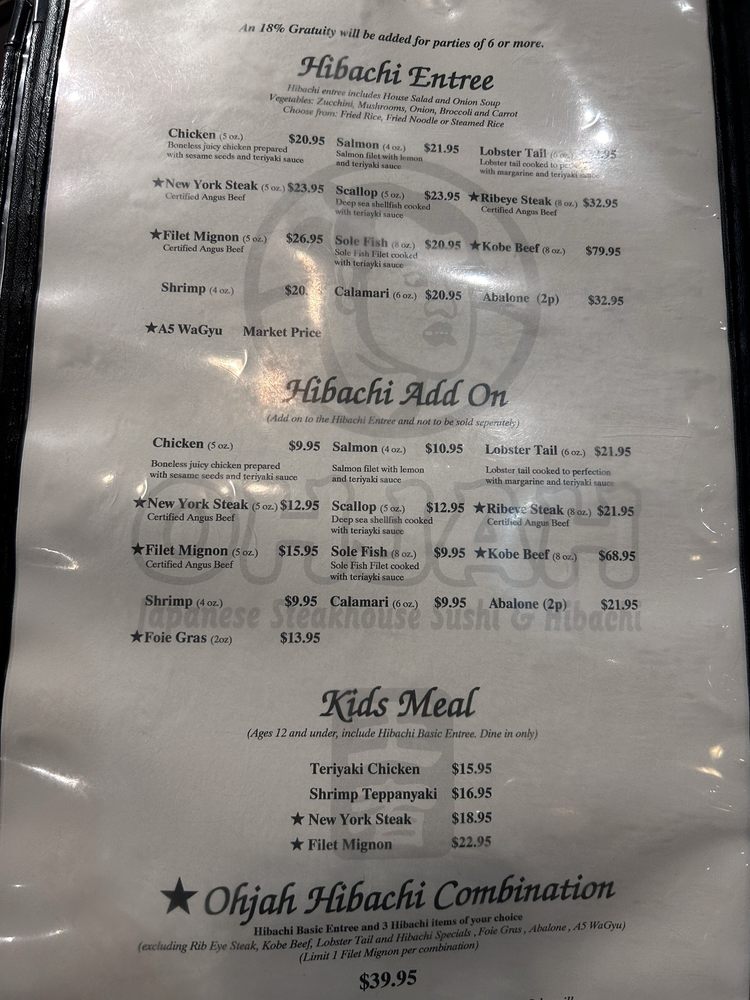 An 18% Gratuity will be added for parties of 6 or more.
Hibachi Entree
Hibachi entree includes House Salad and Onion Soup
Vegetables: Zucchini, Mushrooms, Onion, Broccoli and Carrot
Choose from: Fried Rice, Fried Noodle or Steamed Rice
Chicken (5 oz.) $20.95 Salmon (4 oz.) $21.95 Lobster Tail
Boneless juicy chicken prepared Salmon filet with lemon Lobster tail cooked to
with sesame seeds and teriyaki sauce and teriyaki sauce with margarine and teriyaki sauce
★New York Steak (5 oz.) $23.95 Scallop (5 oz.) $23.95 ★Ribeye Steak (8 oz.) $32.95
Certified Angus Beef Deep sea shellfish cooked Certified Angus Beef
with teriayki sauce
★Filet Mignon (5 oz.) $26.95 Sole Fish (8 oz.) $20.95 ★Kobe Beef (8 oz.) $79.95
Certified Angus Beef Sole Fish Filet cooked
with teriayki sauce
Shrimp (4 oz.) $20. Calamari (6 oz.) $20.95 Abalone (2p) $32.95
★A5 WaGyu Market Price
Hibachi Add On
(Add on to the Hibachi Entree and not to be sold seperately)
Chicken (5 oz.) $9.95 Salmon (4 oz.) $10.95 Lobster Tail (6 oz.) $21.95
Boneless juicy chicken prepared Salmon filet with lemon Lobster tail cooked to perfection
with sesame seeds and teriyaki sauce and teriyaki sauce with margarine and teriyaki sauce
★New York Steak (5 oz.) $12.95 Scallop (5 oz.) $12.95 ★Ribeye Steak (8 oz.) $21.95
Certified Angus Beef Deep sea shellfish cooked Certified Angus Beef
with teriayki sauce
★Filet Mignon (5 oz.) $15.95 Sole Fish (8 oz.) $9.95 ★Kobe Beef (8 oz.) $68.95
Certified Angus Beef Sole Fish Filet cooked
with teriyaki sauce
OHJAH
Shrimp (4 oz.) $9.95 Calamari (6 oz.) $9.95 Abalone (2p) $21.95
Japanese Steakhouse Sushi & Hibachi
★Foie Gras (2oz) $13.95
Kids Meal
(Ages 12 and under, include Hibachi Basic Entree. Dine in only)
Teriyaki Chicken $15.95
Shrimp Teppanyaki $16.95
★ New York Steak $18.95
★ Filet Mignon $22.95
★ Ohjah Hibachi Combination
Hibachi Basic Entree and 3 Hibachi items of your choice
(excluding Rib Eye Steak, Kobe Beef, Lobster Tail and Hibachi Specials , Foie Gras , Abalone , A5 WaGyu)
(Limit 1 Filet Mignon per combination)
$39.95